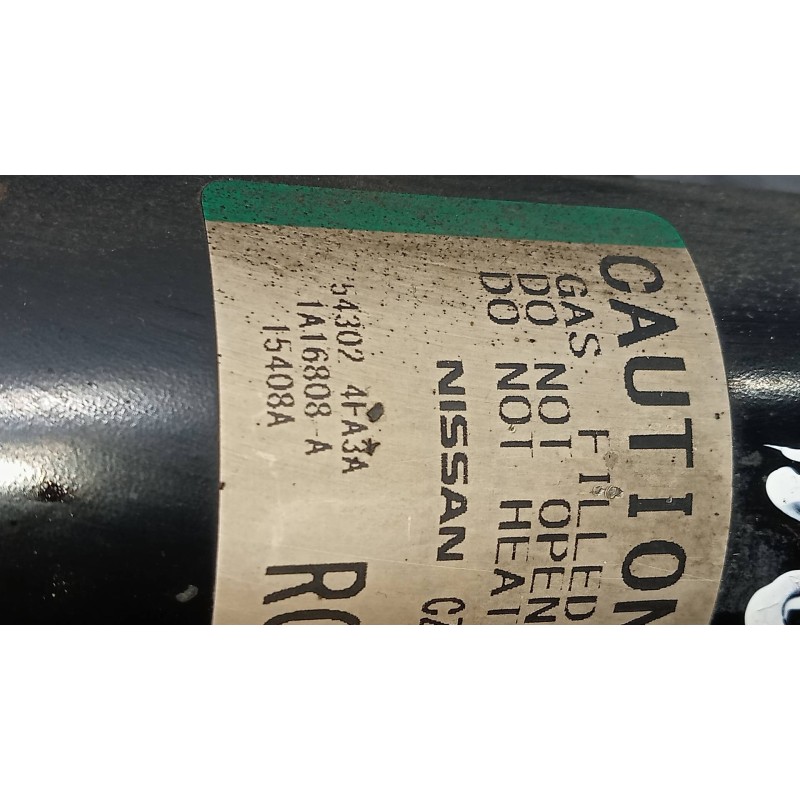 CAUTION
GAS FILLED
DO NOT OPEN
DO NOT HEAT
NISSAN
54302 4FA3A
1A16808-A
15408A